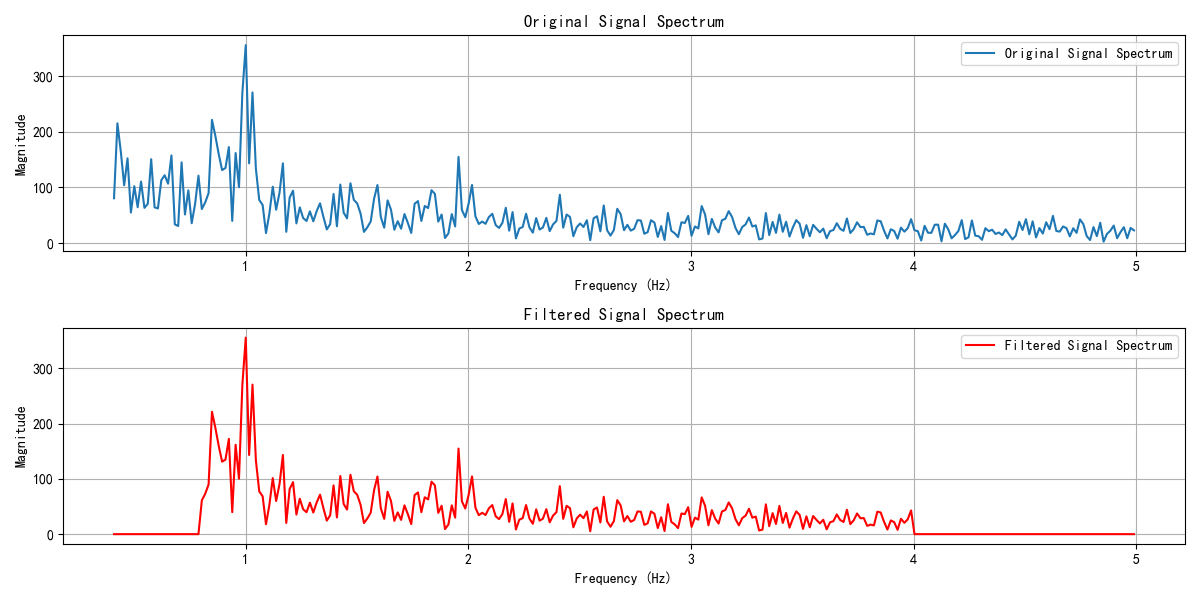 Original Signal Spectrum
Original Signal Spectrum
Magnitude
300
200
100
0
1
2
3
4
5
Frequency (Hz)
Filtered Signal Spectrum
Filtered Signal Spectrum
Magnitude
300
200
100
0
1
2
3
4
5
Frequency (Hz)